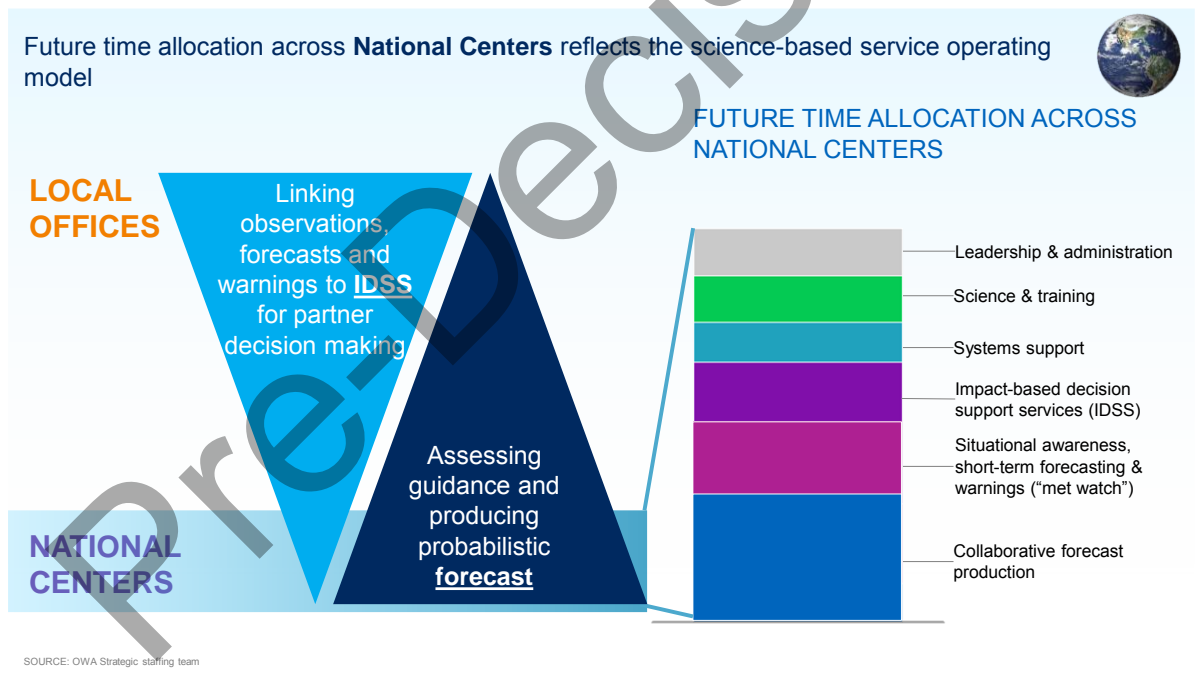 Future time allocation across National Centers reflects the science-based service operating
model
FUTURE TIME ALLOCATION ACROSS
NATIONAL CENTERS
LOCAL
OFFICES
Linking
observations,
forecasts and
warnings to IDSS
for partner
decision making
Assessing
guidance and
producing
probabilistic
forecast
NATIONAL
CENTERS
Leadership & administration
Science & training
Systems support
Impact-based decision
support services (IDSS)
Situational awareness,
short-term forecasting &
warnings (“met watch”)
Collaborative forecast
production
SOURCE: OWA Strategic staffing team
Pre-Decis